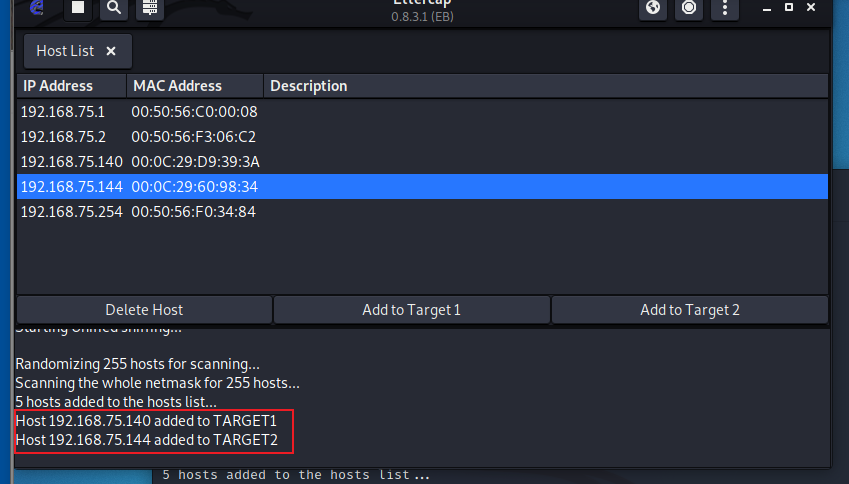 Ettercap
0.8.3.1 (EB)
Host List ×
IP Address MAC Address Description
192.168.75.1 00:50:56:C0:00:08
192.168.75.2 00:50:56:F3:06:C2
192.168.75.140 00:0C:29:D9:39:3A
192.168.75.144 00:0C:29:60:98:34
192.168.75.254 00:50:56:F0:34:84
Delete Host Add to Target 1 Add to Target 2
Starting Unified sniffing...
Randomizing 255 hosts for scanning...
Scanning the whole netmask for 255 hosts...
5 hosts added to the hosts list...
Host 192.168.75.140 added to TARGET1
Host 192.168.75.144 added to TARGET2
5 hosts added to the hosts list...